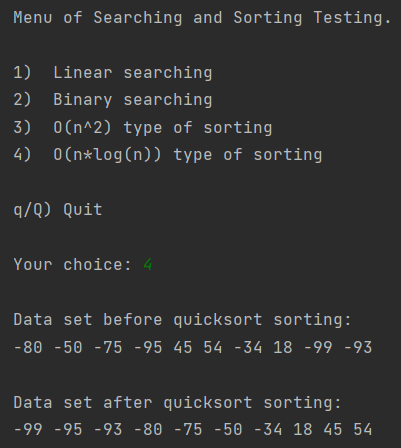 Menu of Searching and Sorting Testing.
1)  Linear searching
2)  Binary searching
3)  O(n^2) type of sorting
4)  O(n*log(n)) type of sorting
q/Q) Quit
Your choice: 4
Data set before quicksort sorting:
-80 -50 -75 -95 45 54 -34 18 -99 -93
Data set after quicksort sorting:
-99 -95 -93 -80 -75 -50 -34 18 45 54